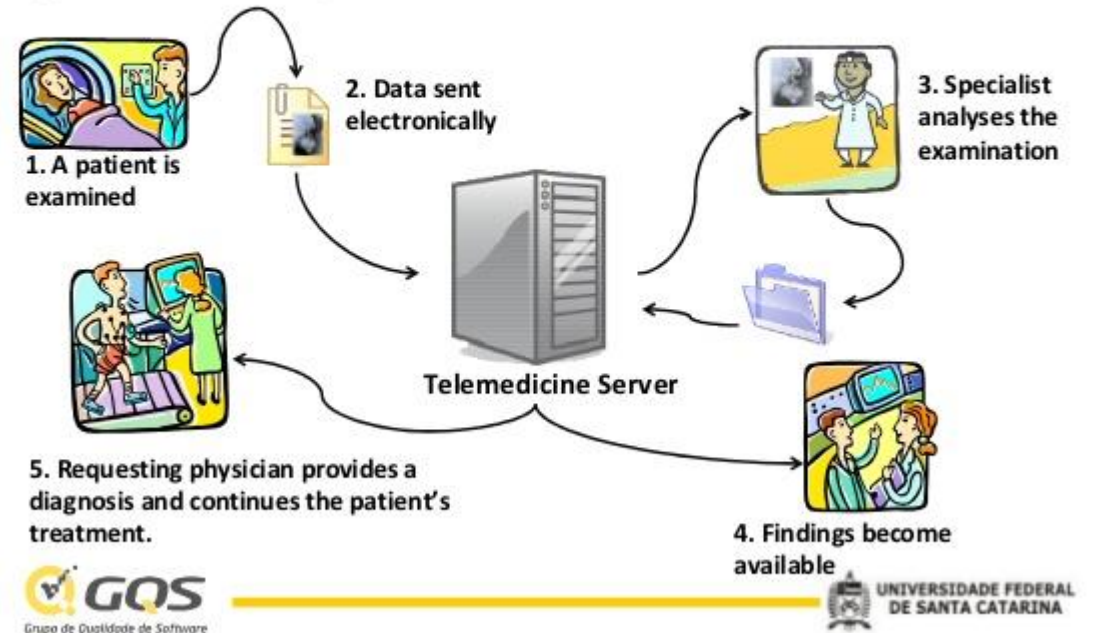 1. A patient is
examined
2. Data sent
electronically
3. Specialist
analyses the
examination
Telemedicine Server
5. Requesting physician provides a
diagnosis and continues the patient's
treatment.
4. Findings become
available
GQS
Grupo de Qualidade de Software
UNIVERSIDADE FEDERAL
DE SANTA CATARINA